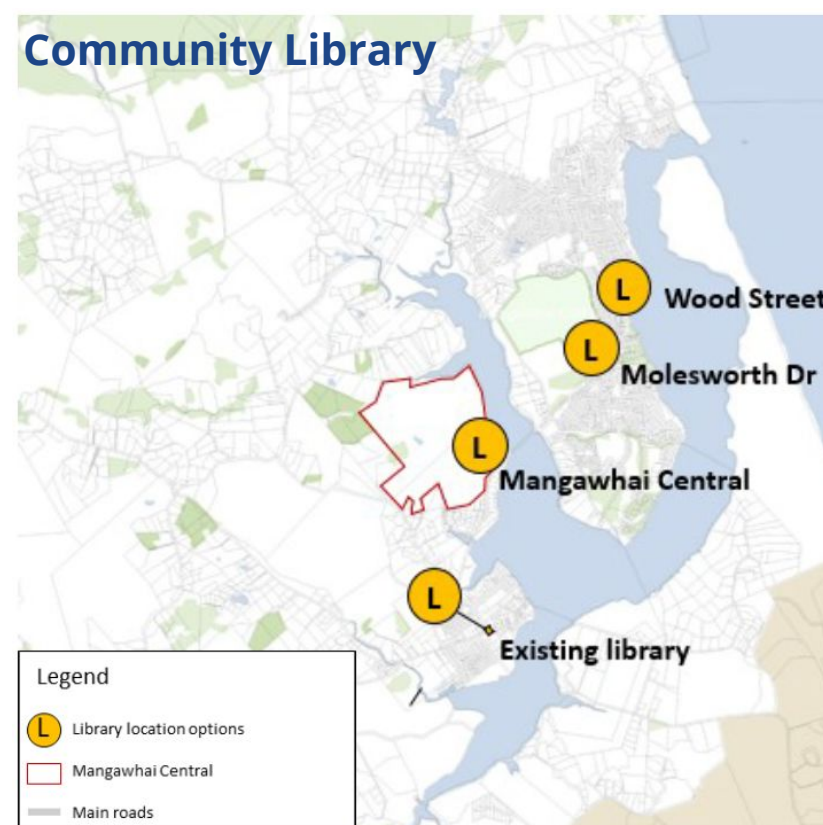 Community Library
L
Wood Street
L
Molesworth Dr
L
Mangawhai Central
L
Existing library
Legend
L
Library location options
Mangawhai Central
Main roads